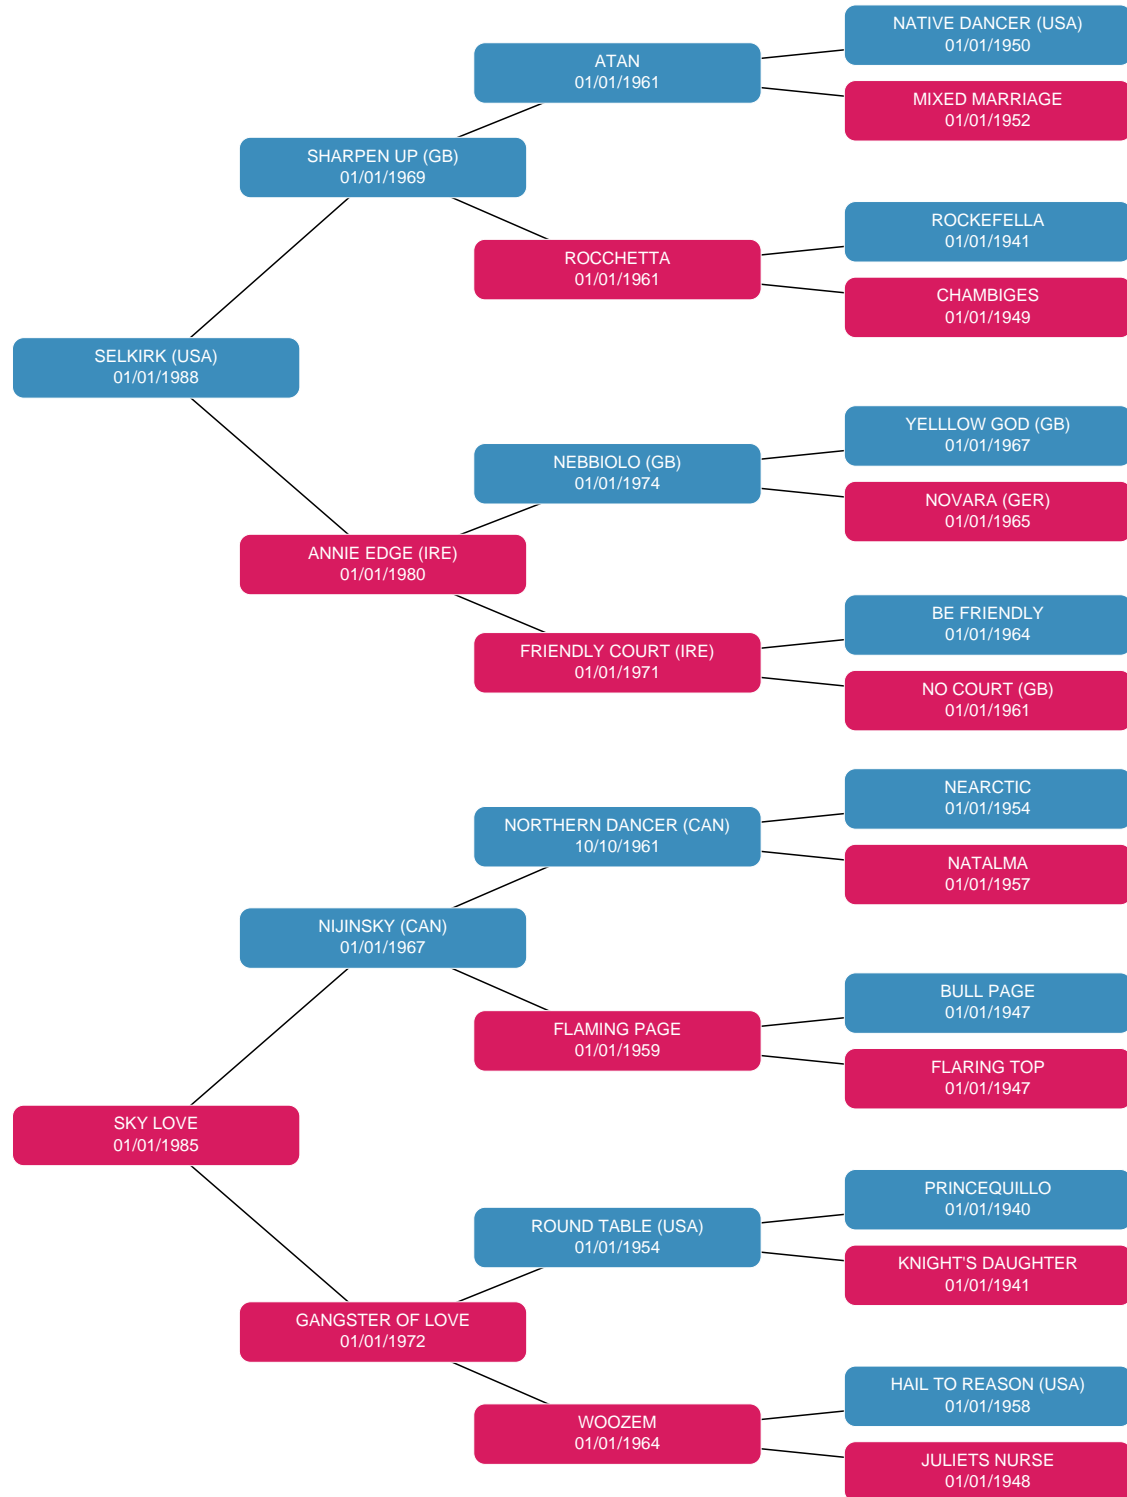 NATIVE DANCER (USA)
01/01/1950
ATAN
01/01/1961
MIXED MARRIAGE
01/01/1952
SHARPEN UP (GB)
01/01/1969
ROCKEFELLA
01/01/1941
ROCCHETTA
01/01/1961
CHAMBIGES
01/01/1949
SELKIRK (USA)
01/01/1988
YELLLOW GOD (GB)
01/01/1967
NEBBIOLO (GB)
01/01/1974
NOVARA (GER)
01/01/1965
ANNIE EDGE (IRE)
01/01/1980
BE FRIENDLY
01/01/1964
FRIENDLY COURT (IRE)
01/01/1971
NO COURT (GB)
01/01/1961
NEARCTIC
01/01/1954
NORTHERN DANCER (CAN)
10/10/1961
NATALMA
01/01/1957
NIJINSKY (CAN)
01/01/1967
BULL PAGE
01/01/1947
FLAMING PAGE
01/01/1959
FLARING TOP
01/01/1947
SKY LOVE
01/01/1985
PRINCEQUILLO
01/01/1940
ROUND TABLE (USA)
01/01/1954
KNIGHT'S DAUGHTER
01/01/1941
GANGSTER OF LOVE
01/01/1972
HAIL TO REASON (USA)
01/01/1958
WOOZEM
01/01/1964
JULIETS NURSE
01/01/1948